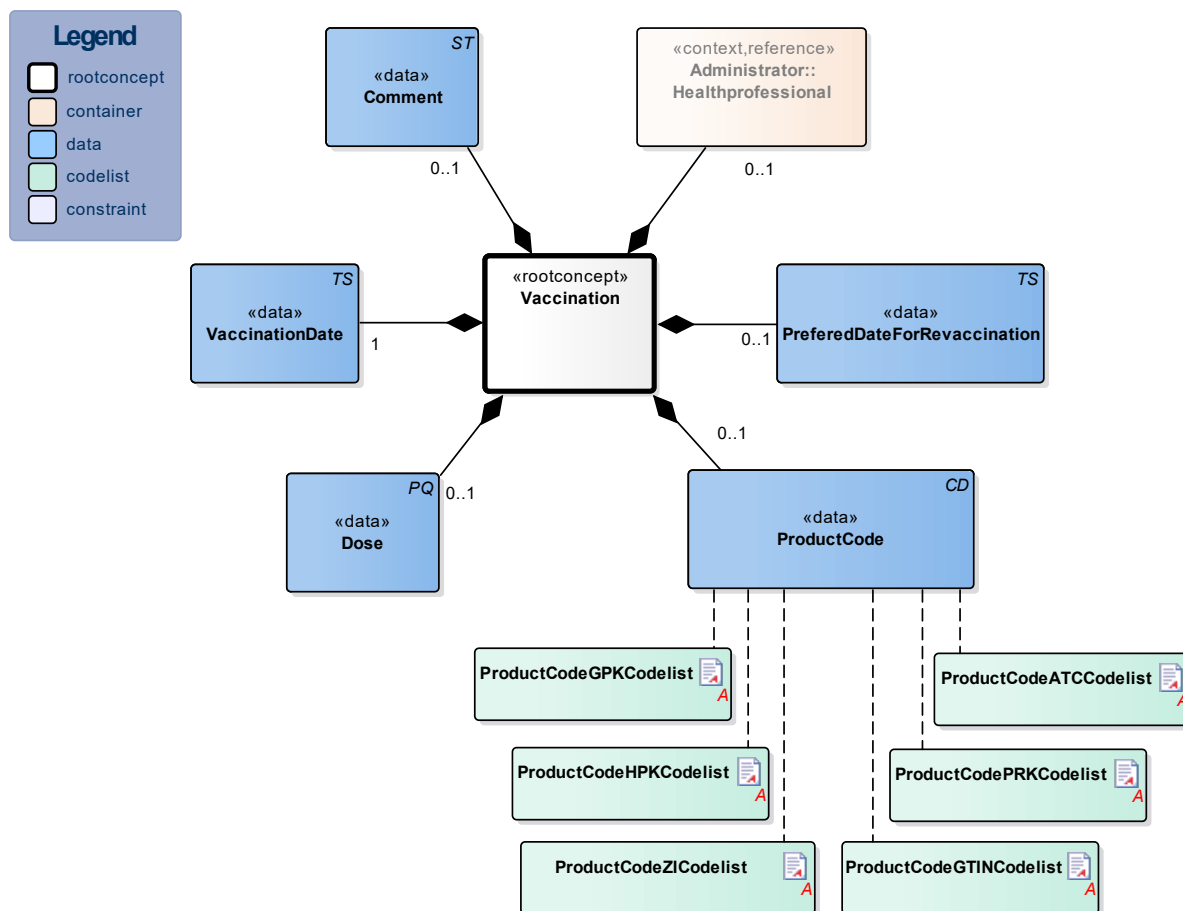 Legend
rootconcept
container
data
codelist
constraint
ST
«data»
Comment
0..1
«context,reference»
Administrator::
Healthprofessional
0..1
TS
«data»
VaccinationDate
1
«rootconcept»
Vaccination
TS
«data»
PreferedDateForRevaccination
0..1
PQ
«data»
Dose
0..1
0..1
CD
«data»
ProductCode
ProductCodeGPKCodelist
A
ProductCodeATCCodelist
A
ProductCodeHPKCodelist
A
ProductCodePRKCodelist
A
ProductCodeZICodelist
A
ProductCodeGTINCodelist
A